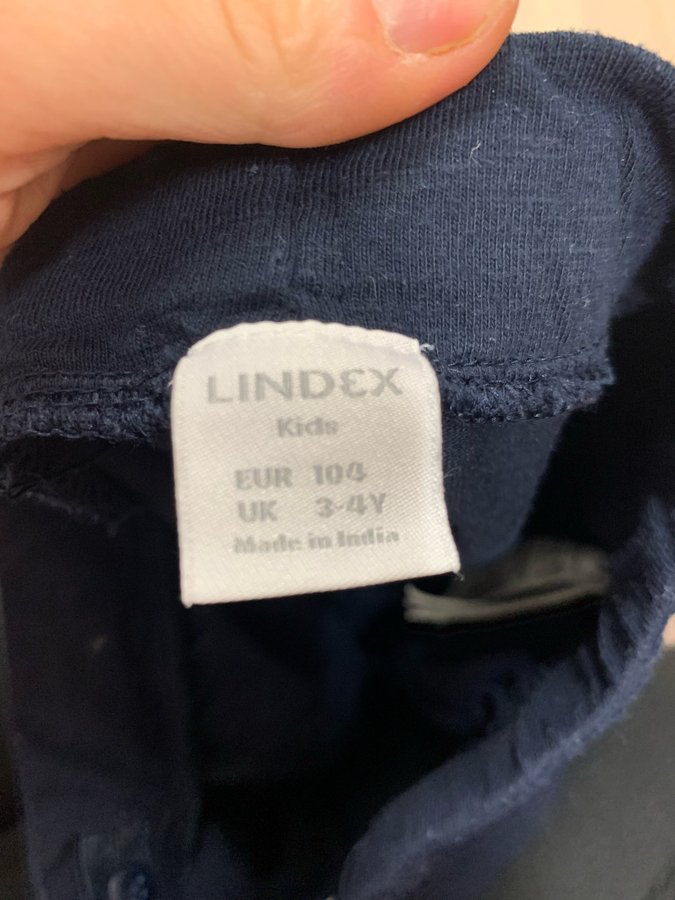 LINDEX
Kids
EUR 104
UK 3-4Y
Made in India